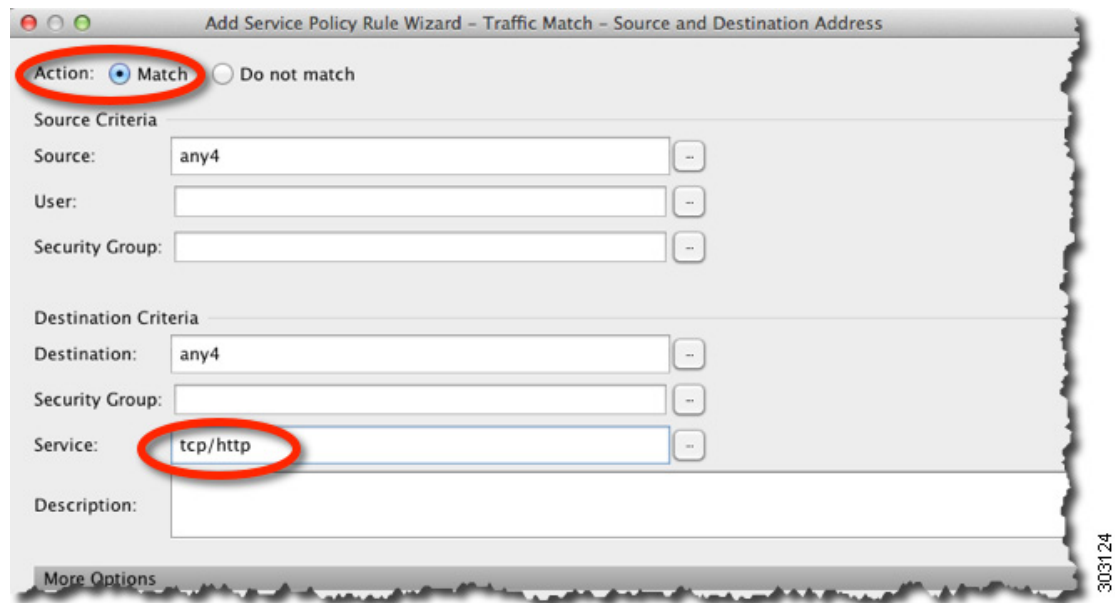 Add Service Policy Rule Wizard - Traffic Match - Source and Destination Address
Action: Match Do not match
Source Criteria
Source: any4 ...
User: ...
Security Group: ...
Destination Criteria
Destination: any4 ...
Security Group: ...
Service: tcp/http ...
Description:
More Options
303124